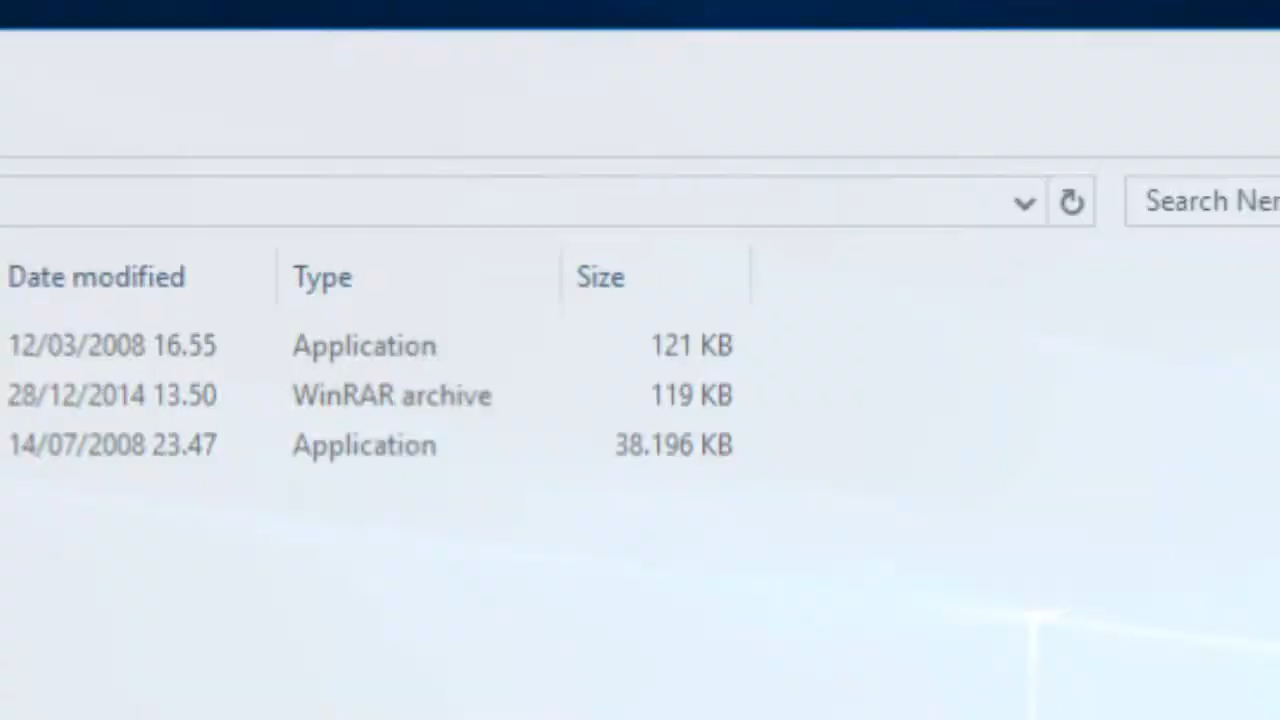 Search Ner
Date modified Type Size
12/03/2008 16.55 Application 121 KB
28/12/2014 13.50 WinRAR archive 119 KB
14/07/2008 23.47 Application 38.196 KB